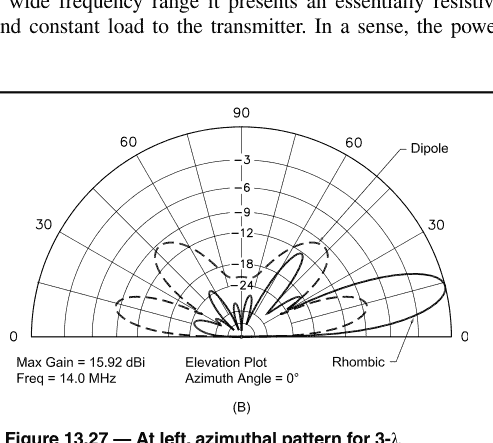 wide frequency range it presents an essentially resistiv
nd constant load to the transmitter. In a sense, the powe
90
60
60
Dipole
-3
-6
30
30
-9
-12
-18
-24
0
0
Max Gain = 15.92 dBi
Elevation Plot
Rhombic
Freq = 14.0 MHz
Azimuth Angle = 0°
(B)
Figure 13.27 — At left, azimuthal pattern for 3-λ